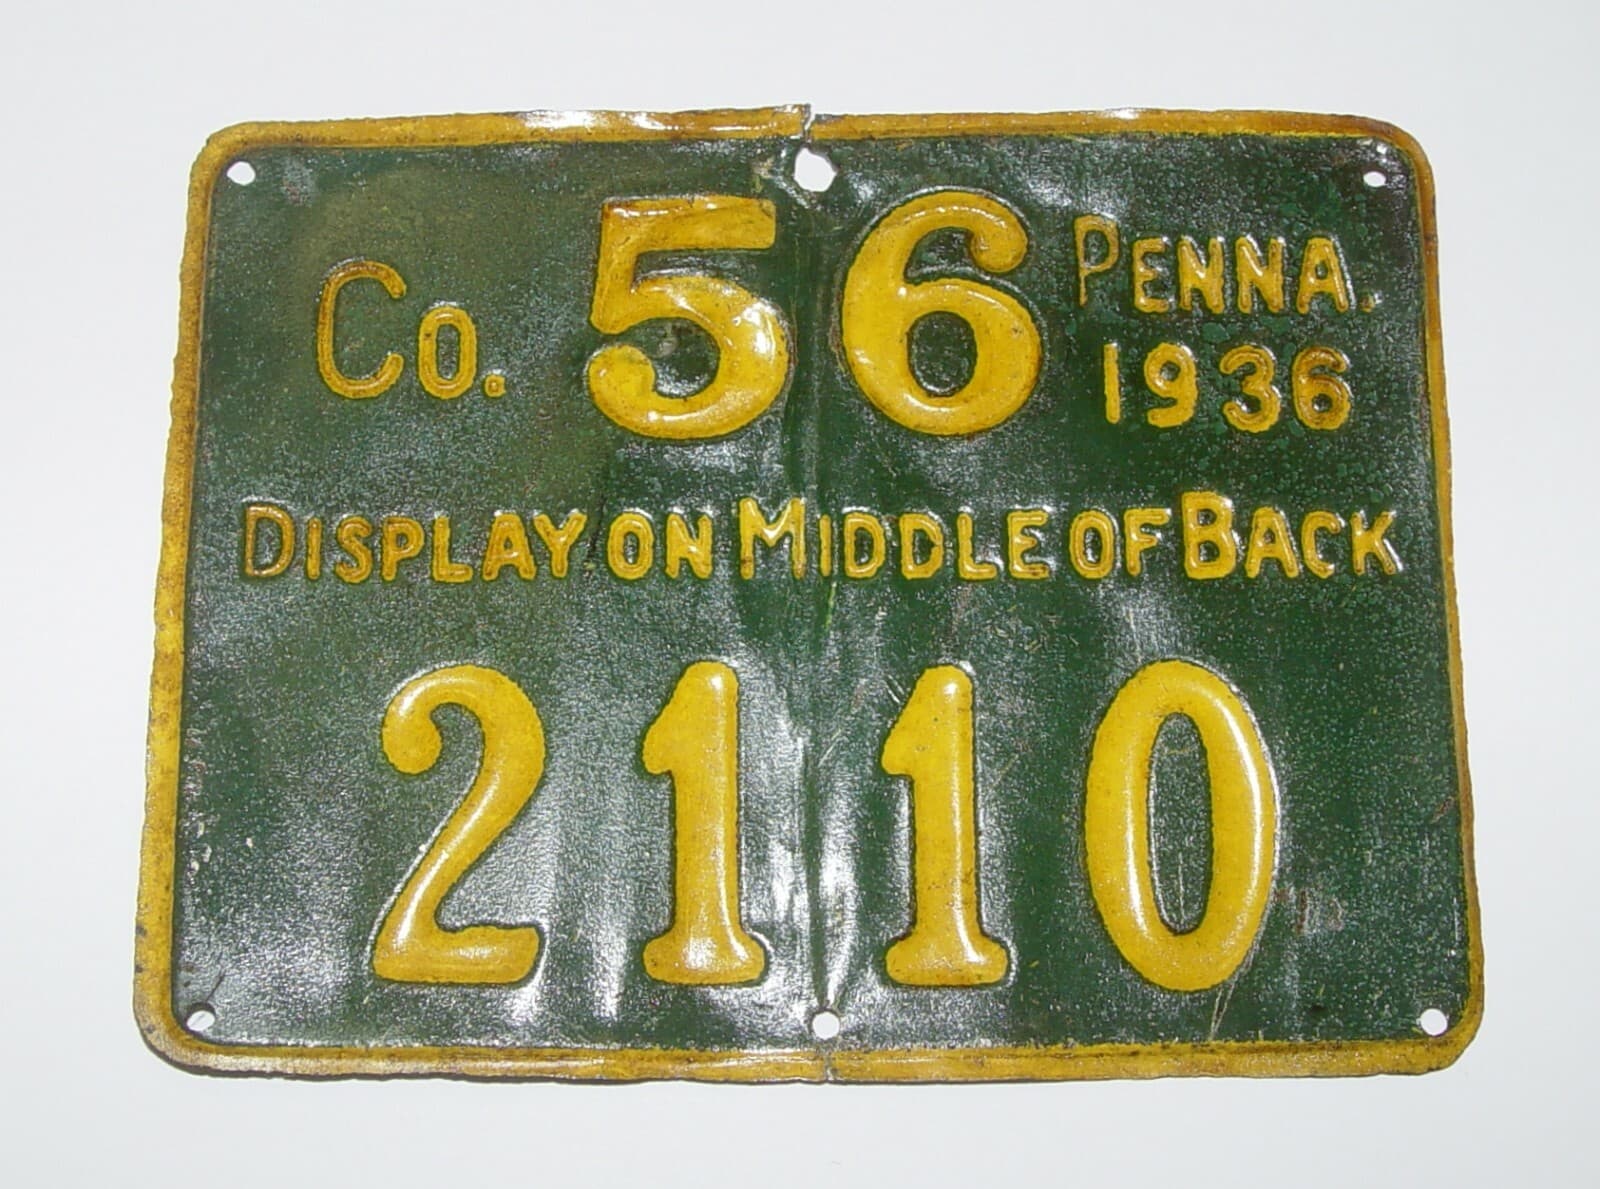 Co. 56 PENNA.
1936
DISPLAY ON MIDDLE OF BACK
2110